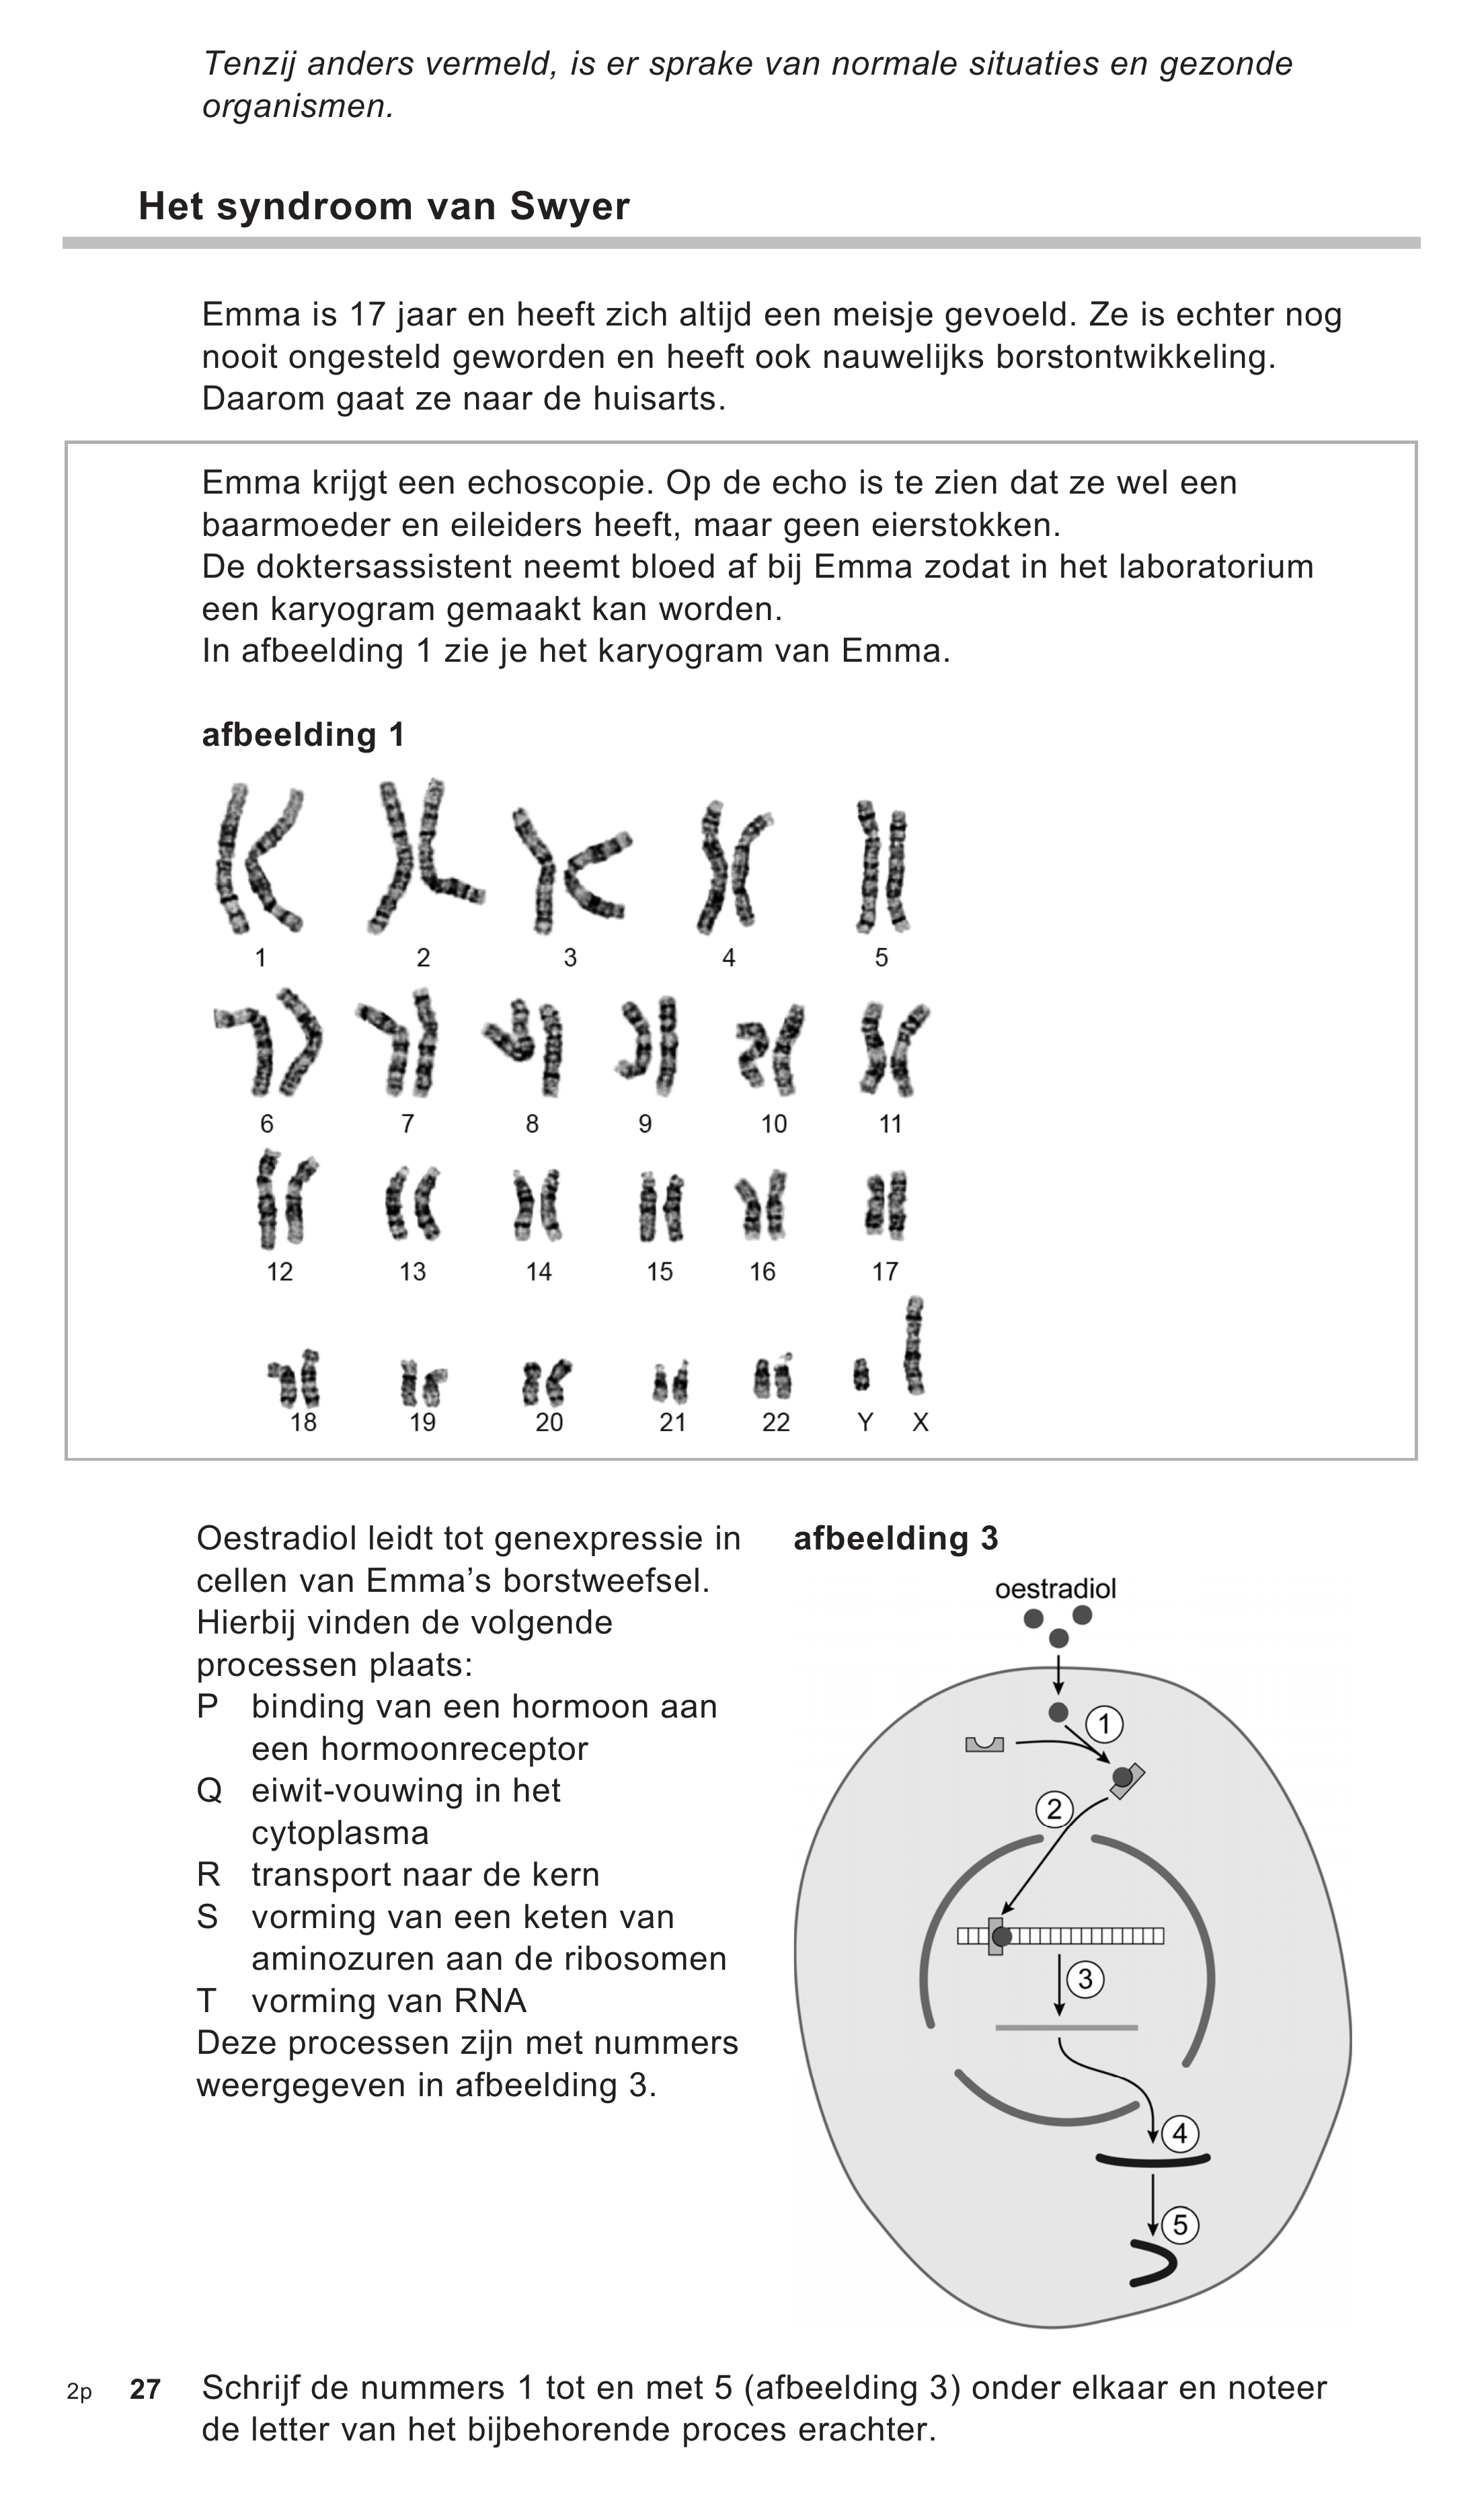 Tenzij anders vermeld, is er sprake van normale situaties en gezonde
organismen.
Het syndroom van Swyer
Emma is 17 jaar en heeft zich altijd een meisje gevoeld. Ze is echter nog
nooit ongesteld geworden en heeft ook nauwelijks borstontwikkeling.
Daarom gaat ze naar de huisarts.
Emma krijgt een echoscopie. Op de echo is te zien dat ze wel een
baarmoeder en eileiders heeft, maar geen eierstokken.
De doktersassistent neemt bloed af bij Emma zodat in het laboratorium
een karyogram gemaakt kan worden.
In afbeelding 1 zie je het karyogram van Emma.
afbeelding 1
1 2 3 4 5
6 7 8 9 10 11
12 13 14 15 16 17
18 19 20 21 22 Y X
Oestradiol leidt tot genexpressie in
cellen van Emma's borstweefsel.
Hierbij vinden de volgende
processen plaats:
P binding van een hormoon aan
een hormoonreceptor
Q eiwit-vouwing in het
cytoplasma
R transport naar de kern
S vorming van een keten van
aminozuren aan de ribosomen
T vorming van RNA
Deze processen zijn met nummers
weergegeven in afbeelding 3.
afbeelding 3
oestradiol
1
2
3
4
5
2p 27 Schrijf de nummers 1 tot en met 5 (afbeelding 3) onder elkaar en noteer
de letter van het bijbehorende proces erachter.